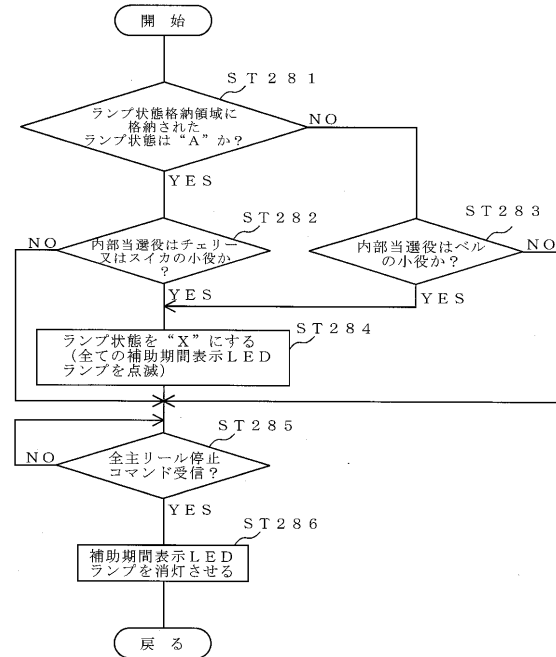 開 始
ST281
ランプ状態格納領域に
格納された
ランプ状態は“A”か?
NO
YES
ST282
ST283
NO
内部当選役はチェリー
又はスイカの小役か
?
内部当選役はベル
の小役か?
NO
YES
YES
ST284
ランプ状態を“X”にする
(全ての補助期間表示LED
ランプを点滅)
ST285
全主リール停止
コマンド受信?
NO
YES
ST286
補助期間表示LED
ランプを消灯させる
戻 る